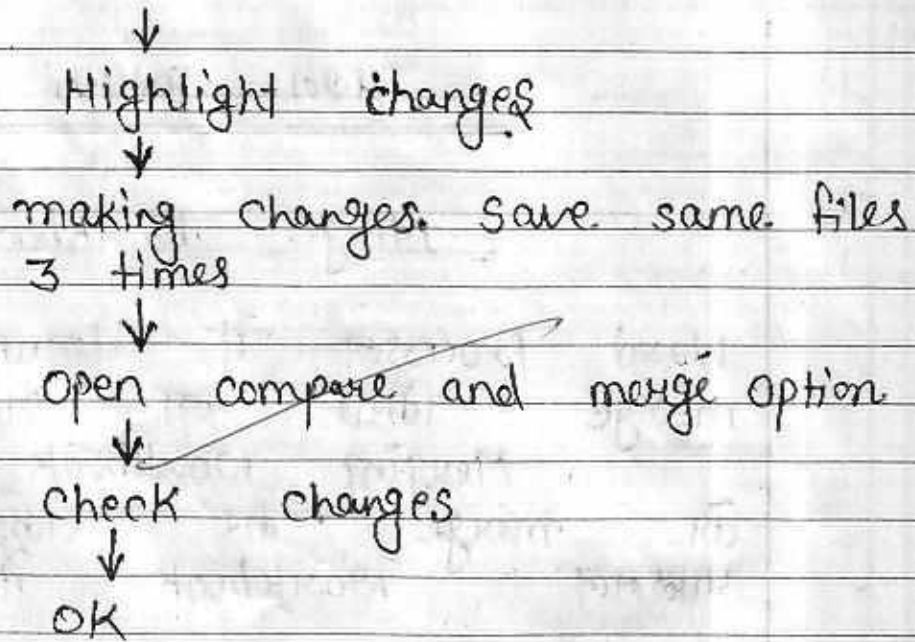 ↓
Highlight changes
↓
making changes. save same files
3 times
↓
open compare and merge option
↓
check changes
↓
OK